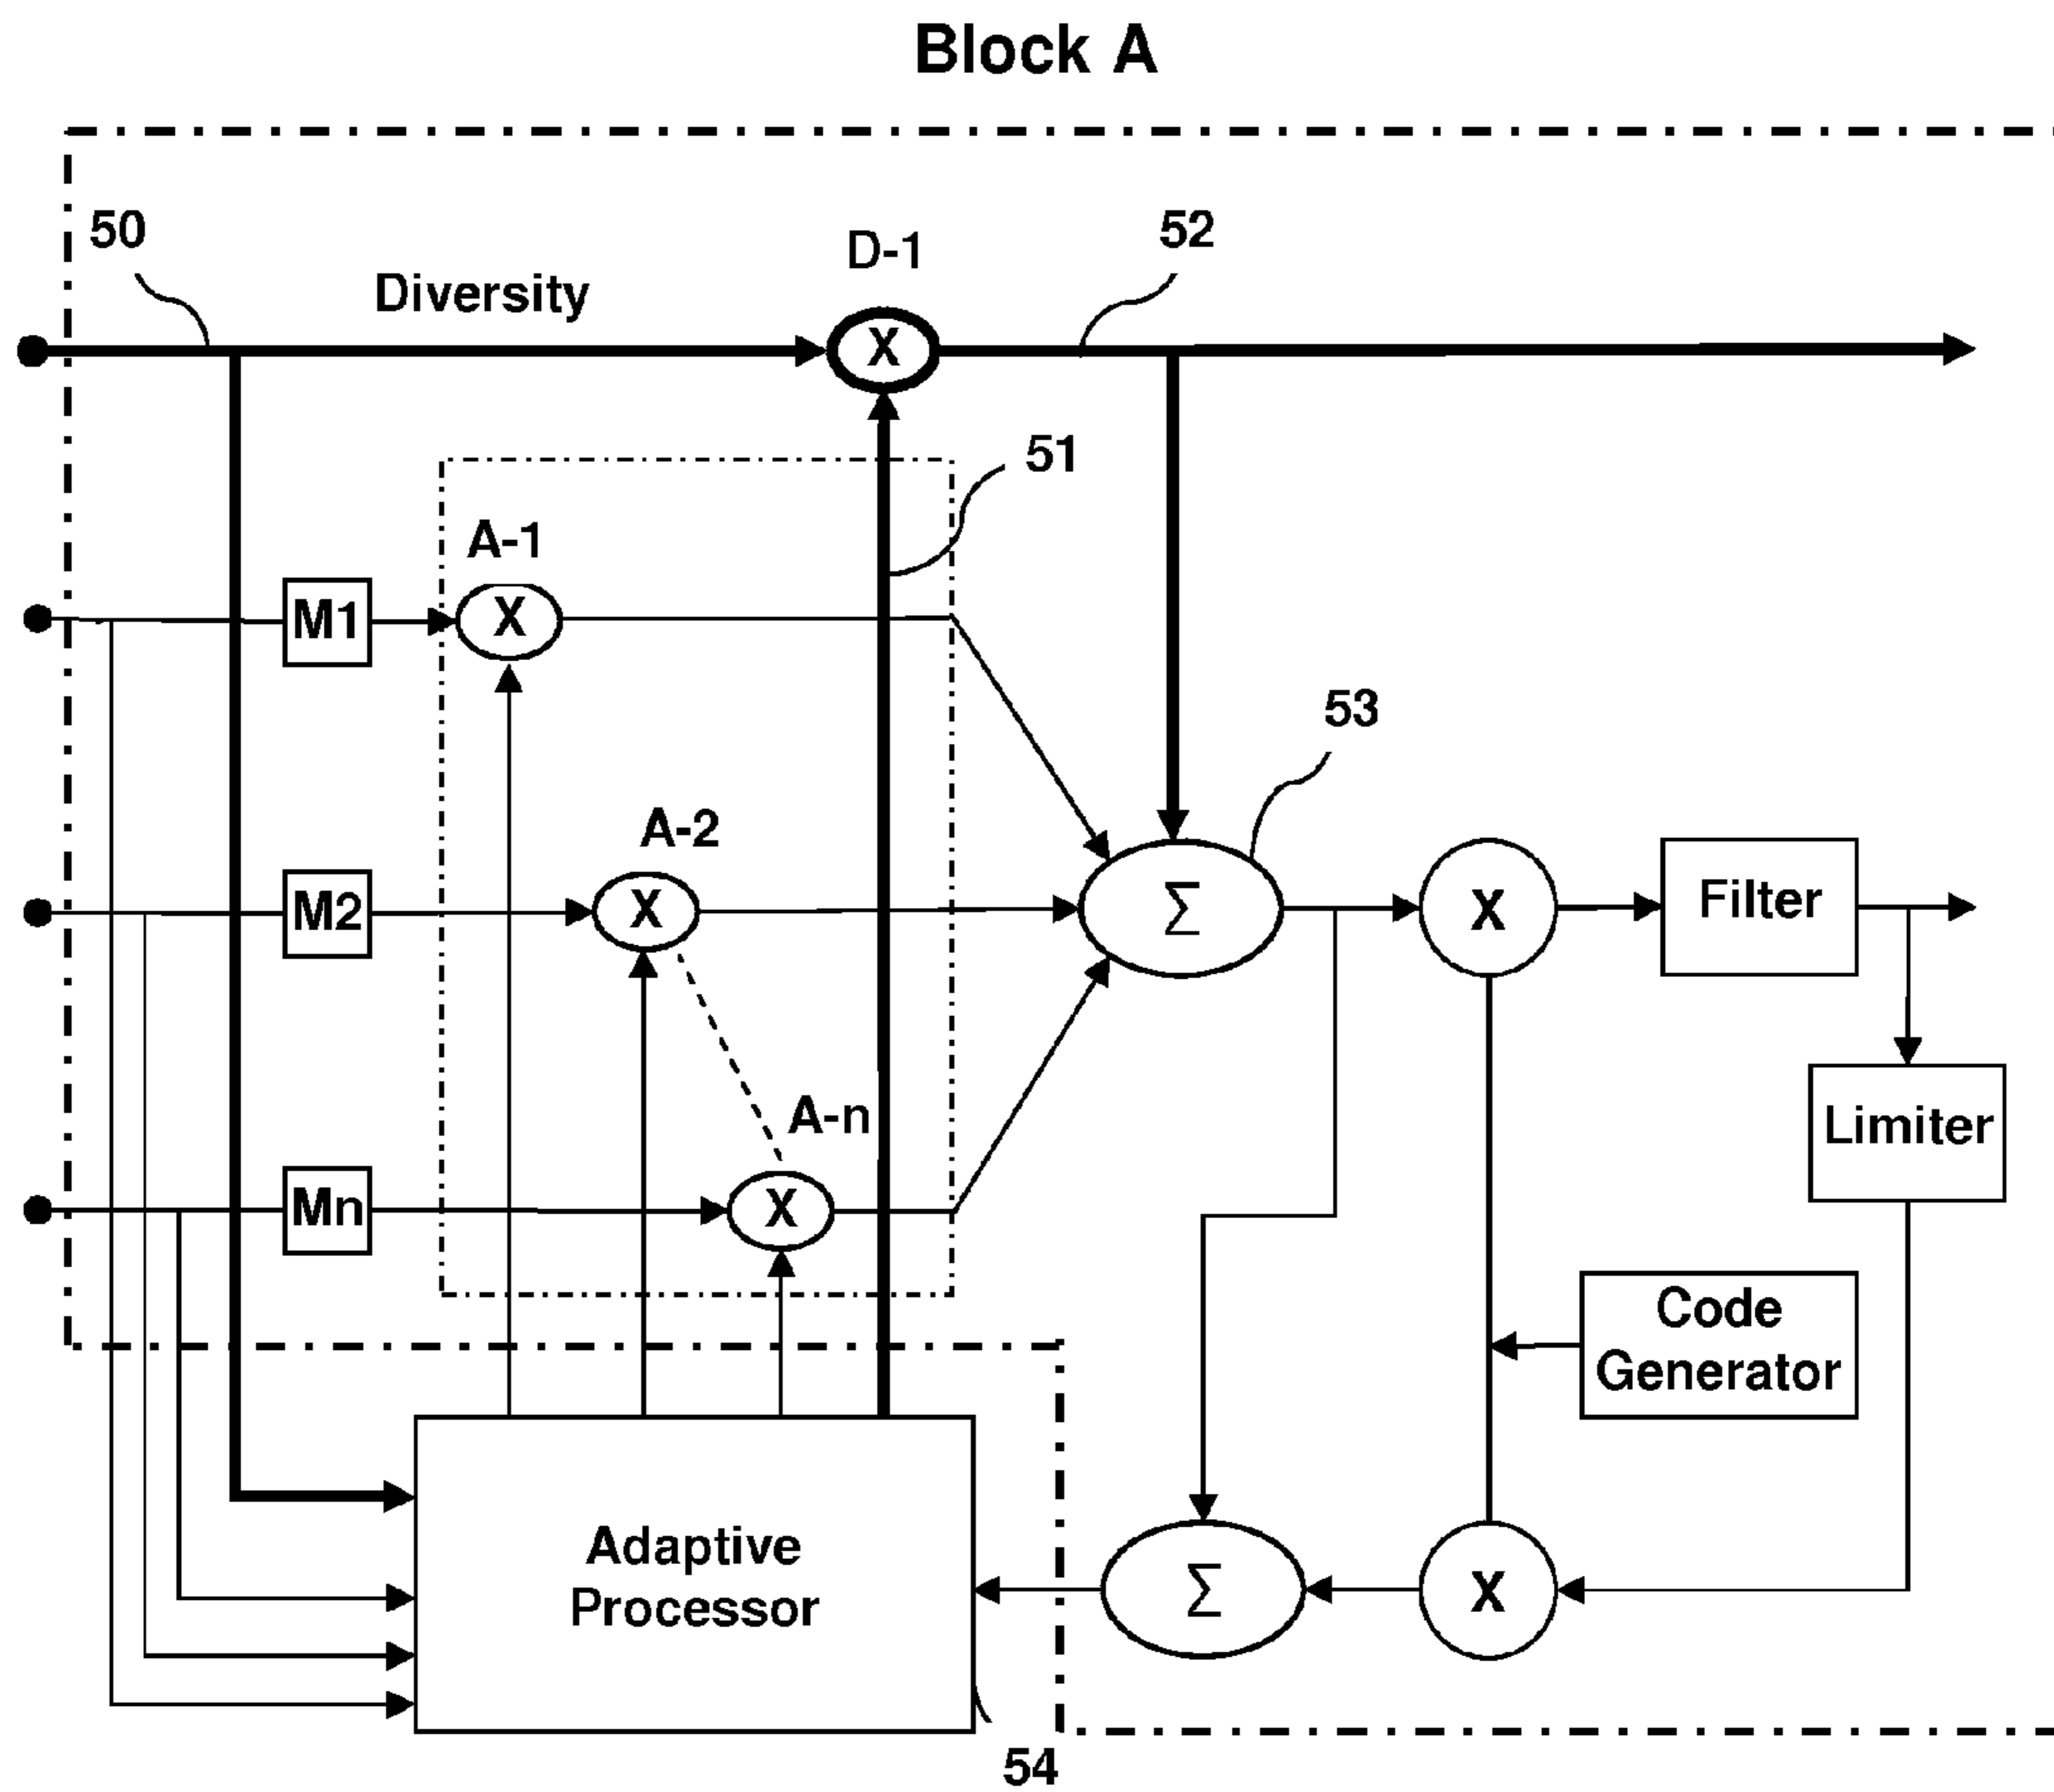 Block A
50
Diversity
D-1
52
X
51
A-1
M1
X
53
A-2
M2
X
Σ
X
Filter
A-n
Limiter
Mn
X
Code
Generator
Adaptive
Processor
Σ
X
54